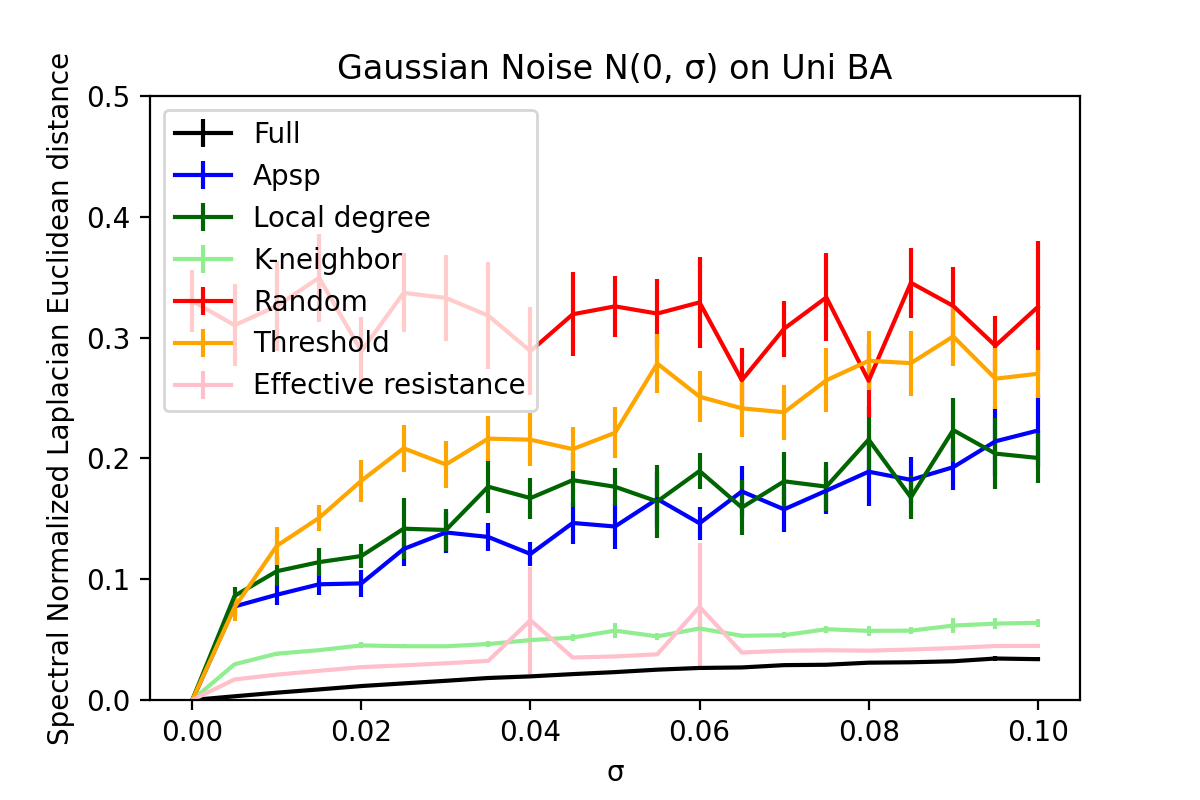 Gaussian Noise N(0, σ) on Uni BA
Spectral Normalized Laplacian Euclidean distance
0.5
0.4
0.3
0.2
0.1
0.0
Full
Apsp
Local degree
K-neighbor
Random
Threshold
Effective resistance
0.00 0.02 0.04 0.06 0.08 0.10
σ